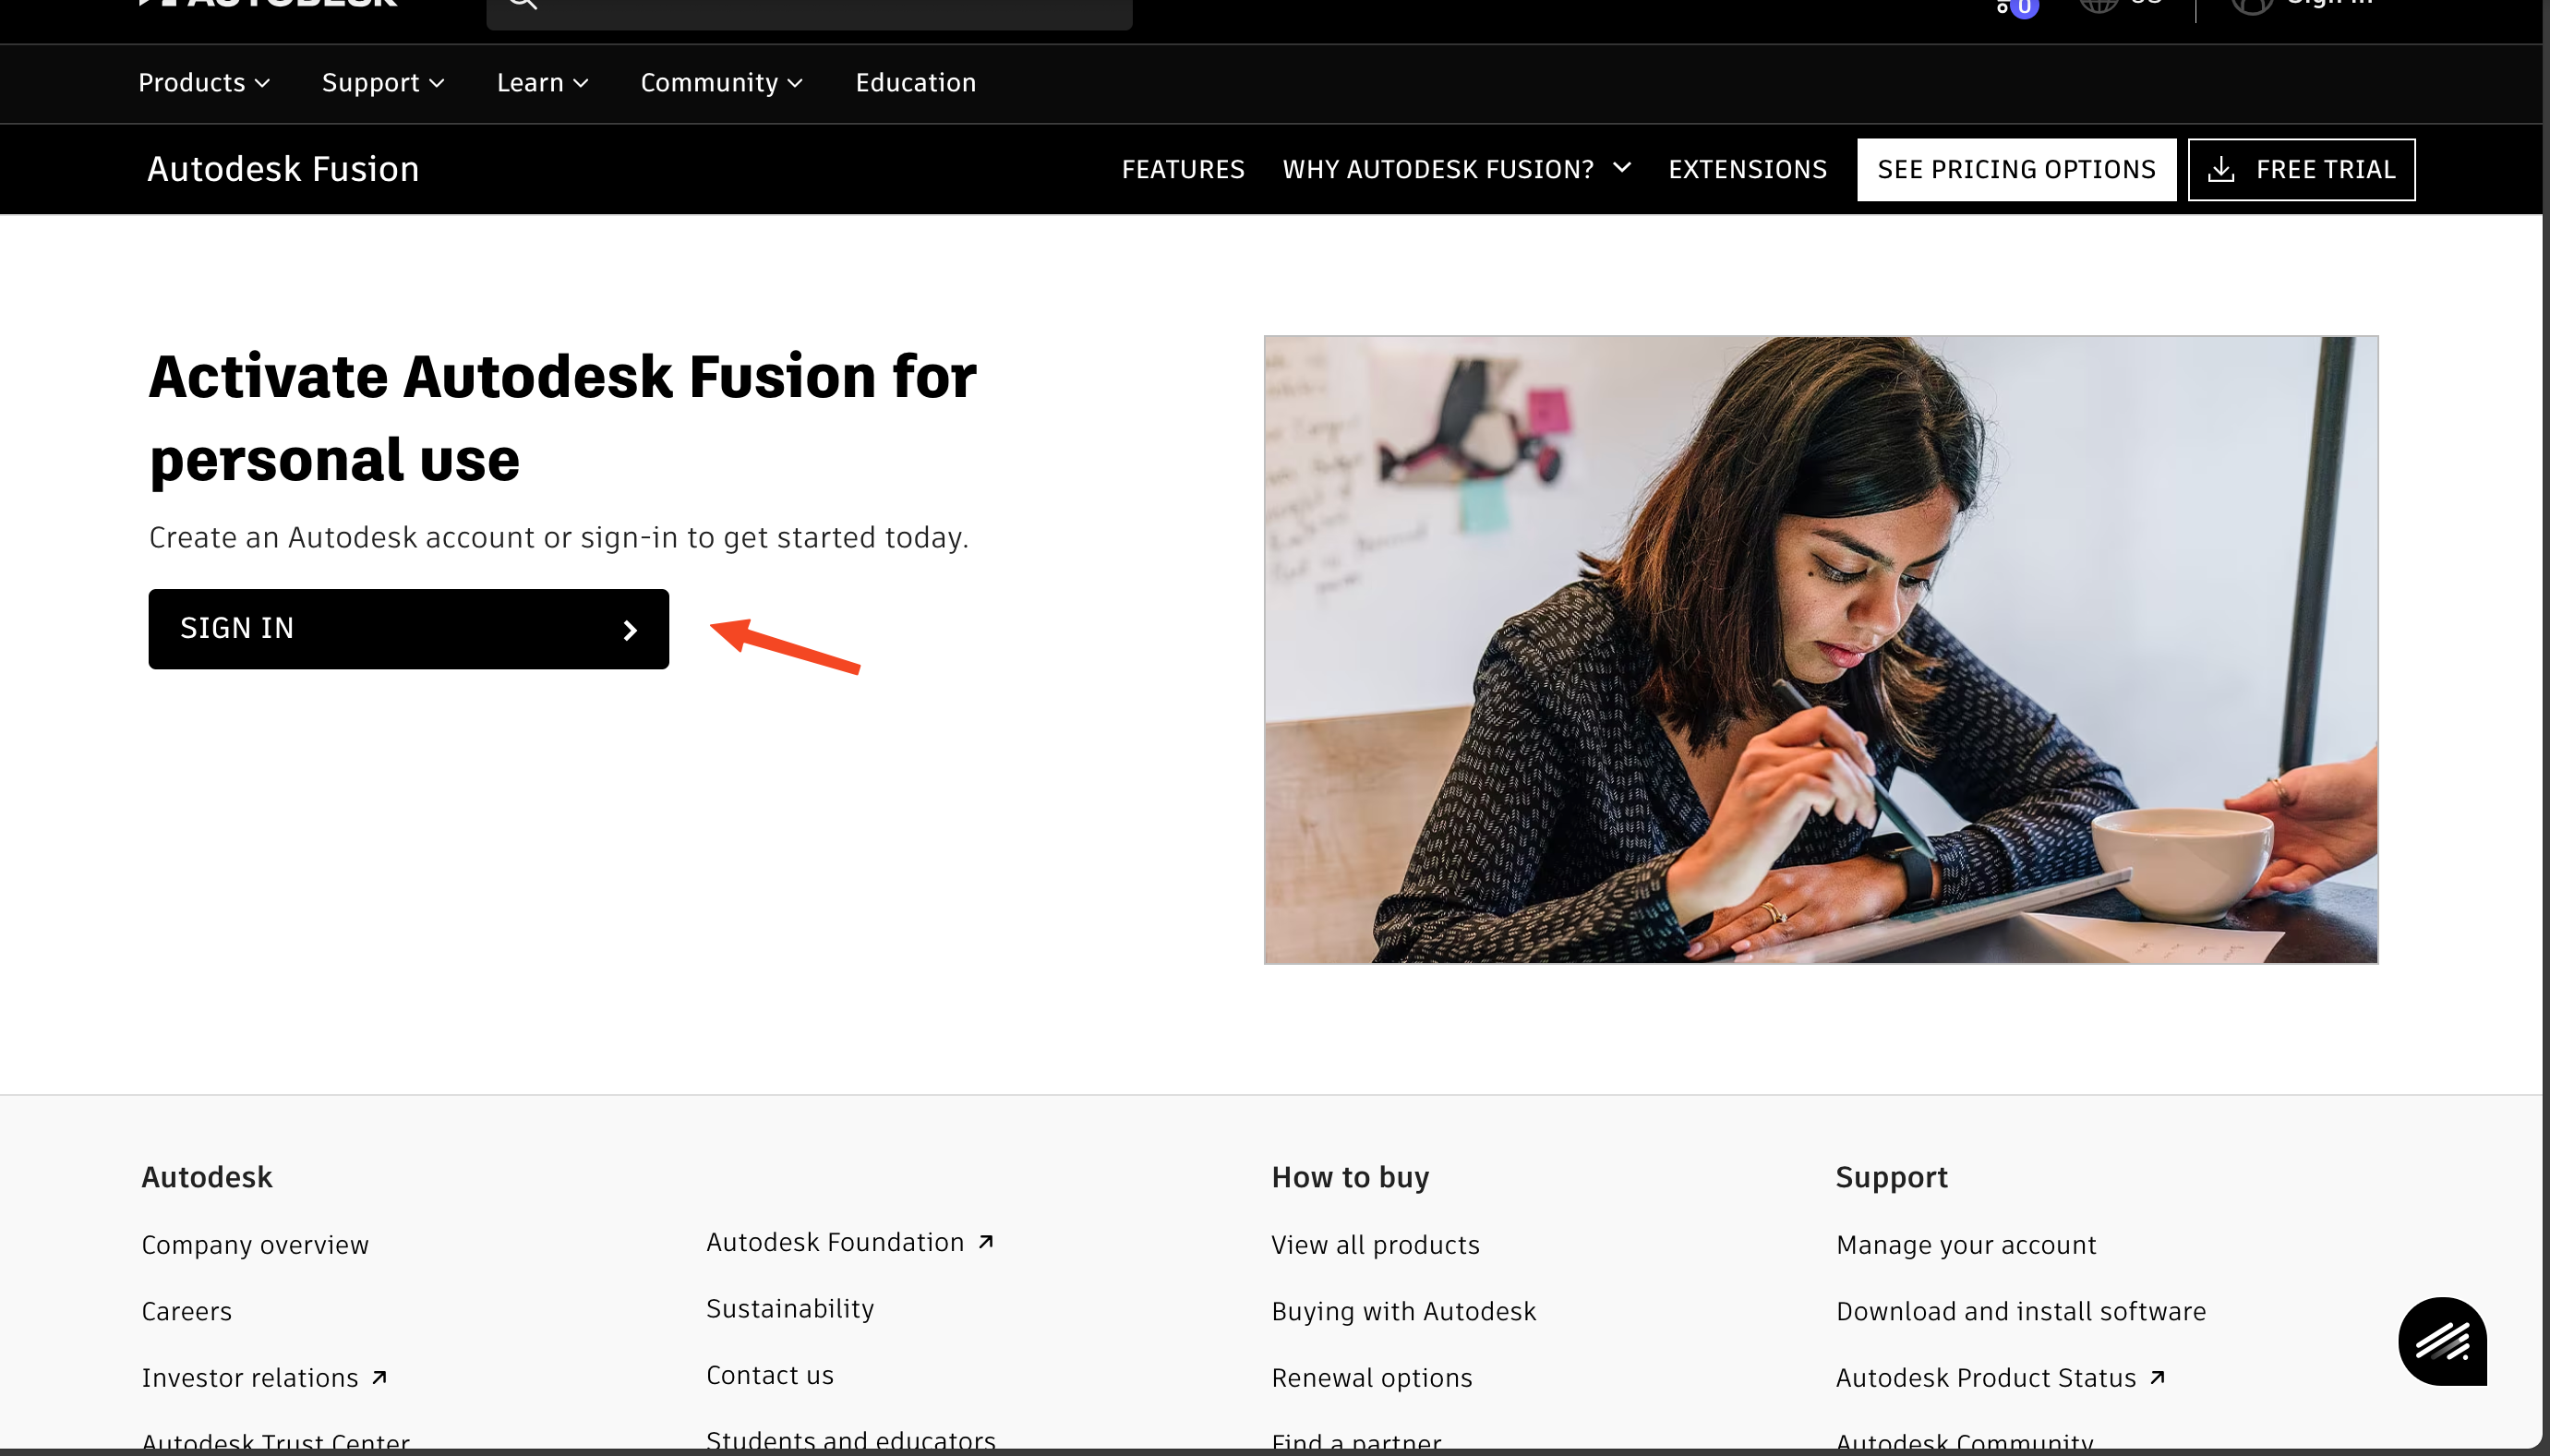 AUTODESK
0
US
Sign in
Products
Support
Learn
Community
Education
Autodesk Fusion
FEATURES
WHY AUTODESK FUSION?
EXTENSIONS
SEE PRICING OPTIONS
FREE TRIAL
Activate Autodesk Fusion for
personal use
Create an Autodesk account or sign-in to get started today.
SIGN IN
Autodesk
Company overview
Careers
Investor relations
Autodesk Trust Center
Autodesk Foundation
Sustainability
Contact us
Students and educators
How to buy
View all products
Buying with Autodesk
Renewal options
Find a partner
Support
Manage your account
Download and install software
Autodesk Product Status
Autodesk Community